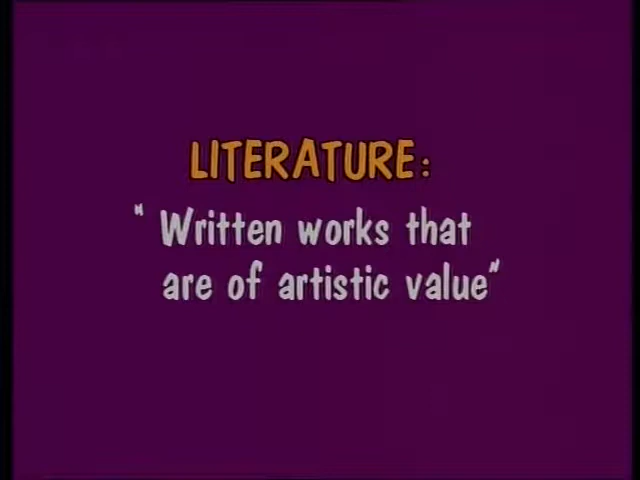 LITERATURE:
" Written works that
are of artistic value"